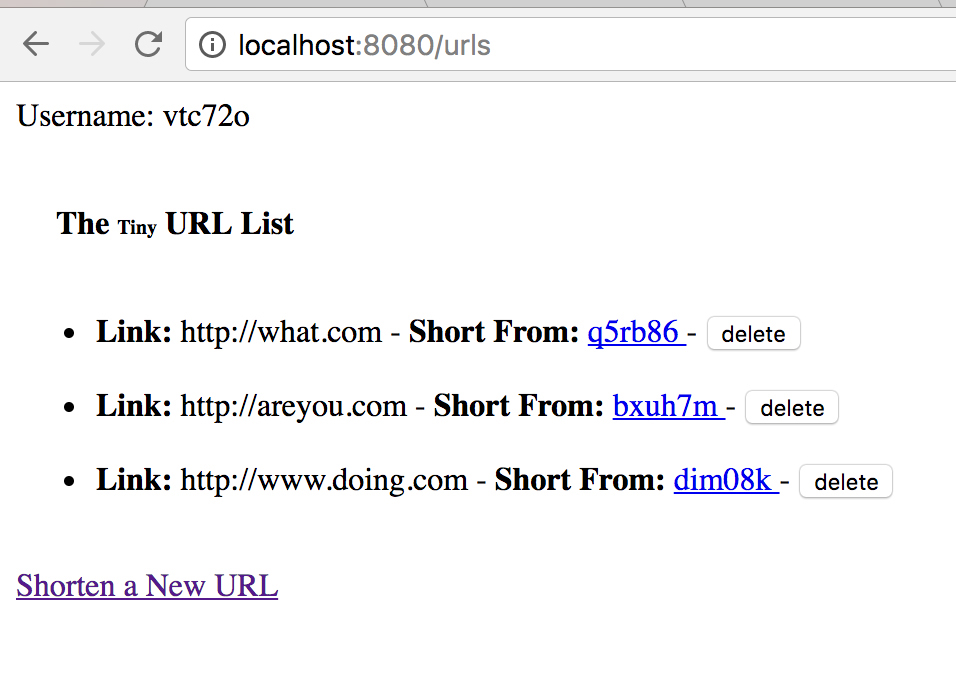 localhost:8080/urls
Username: vtc72o
The Tiny URL List
Link: http://what.com - Short From: q5rb86 - delete
Link: http://areyou.com - Short From: bxuh7m - delete
Link: http://www.doing.com - Short From: dim08k - delete
Shorten a New URL